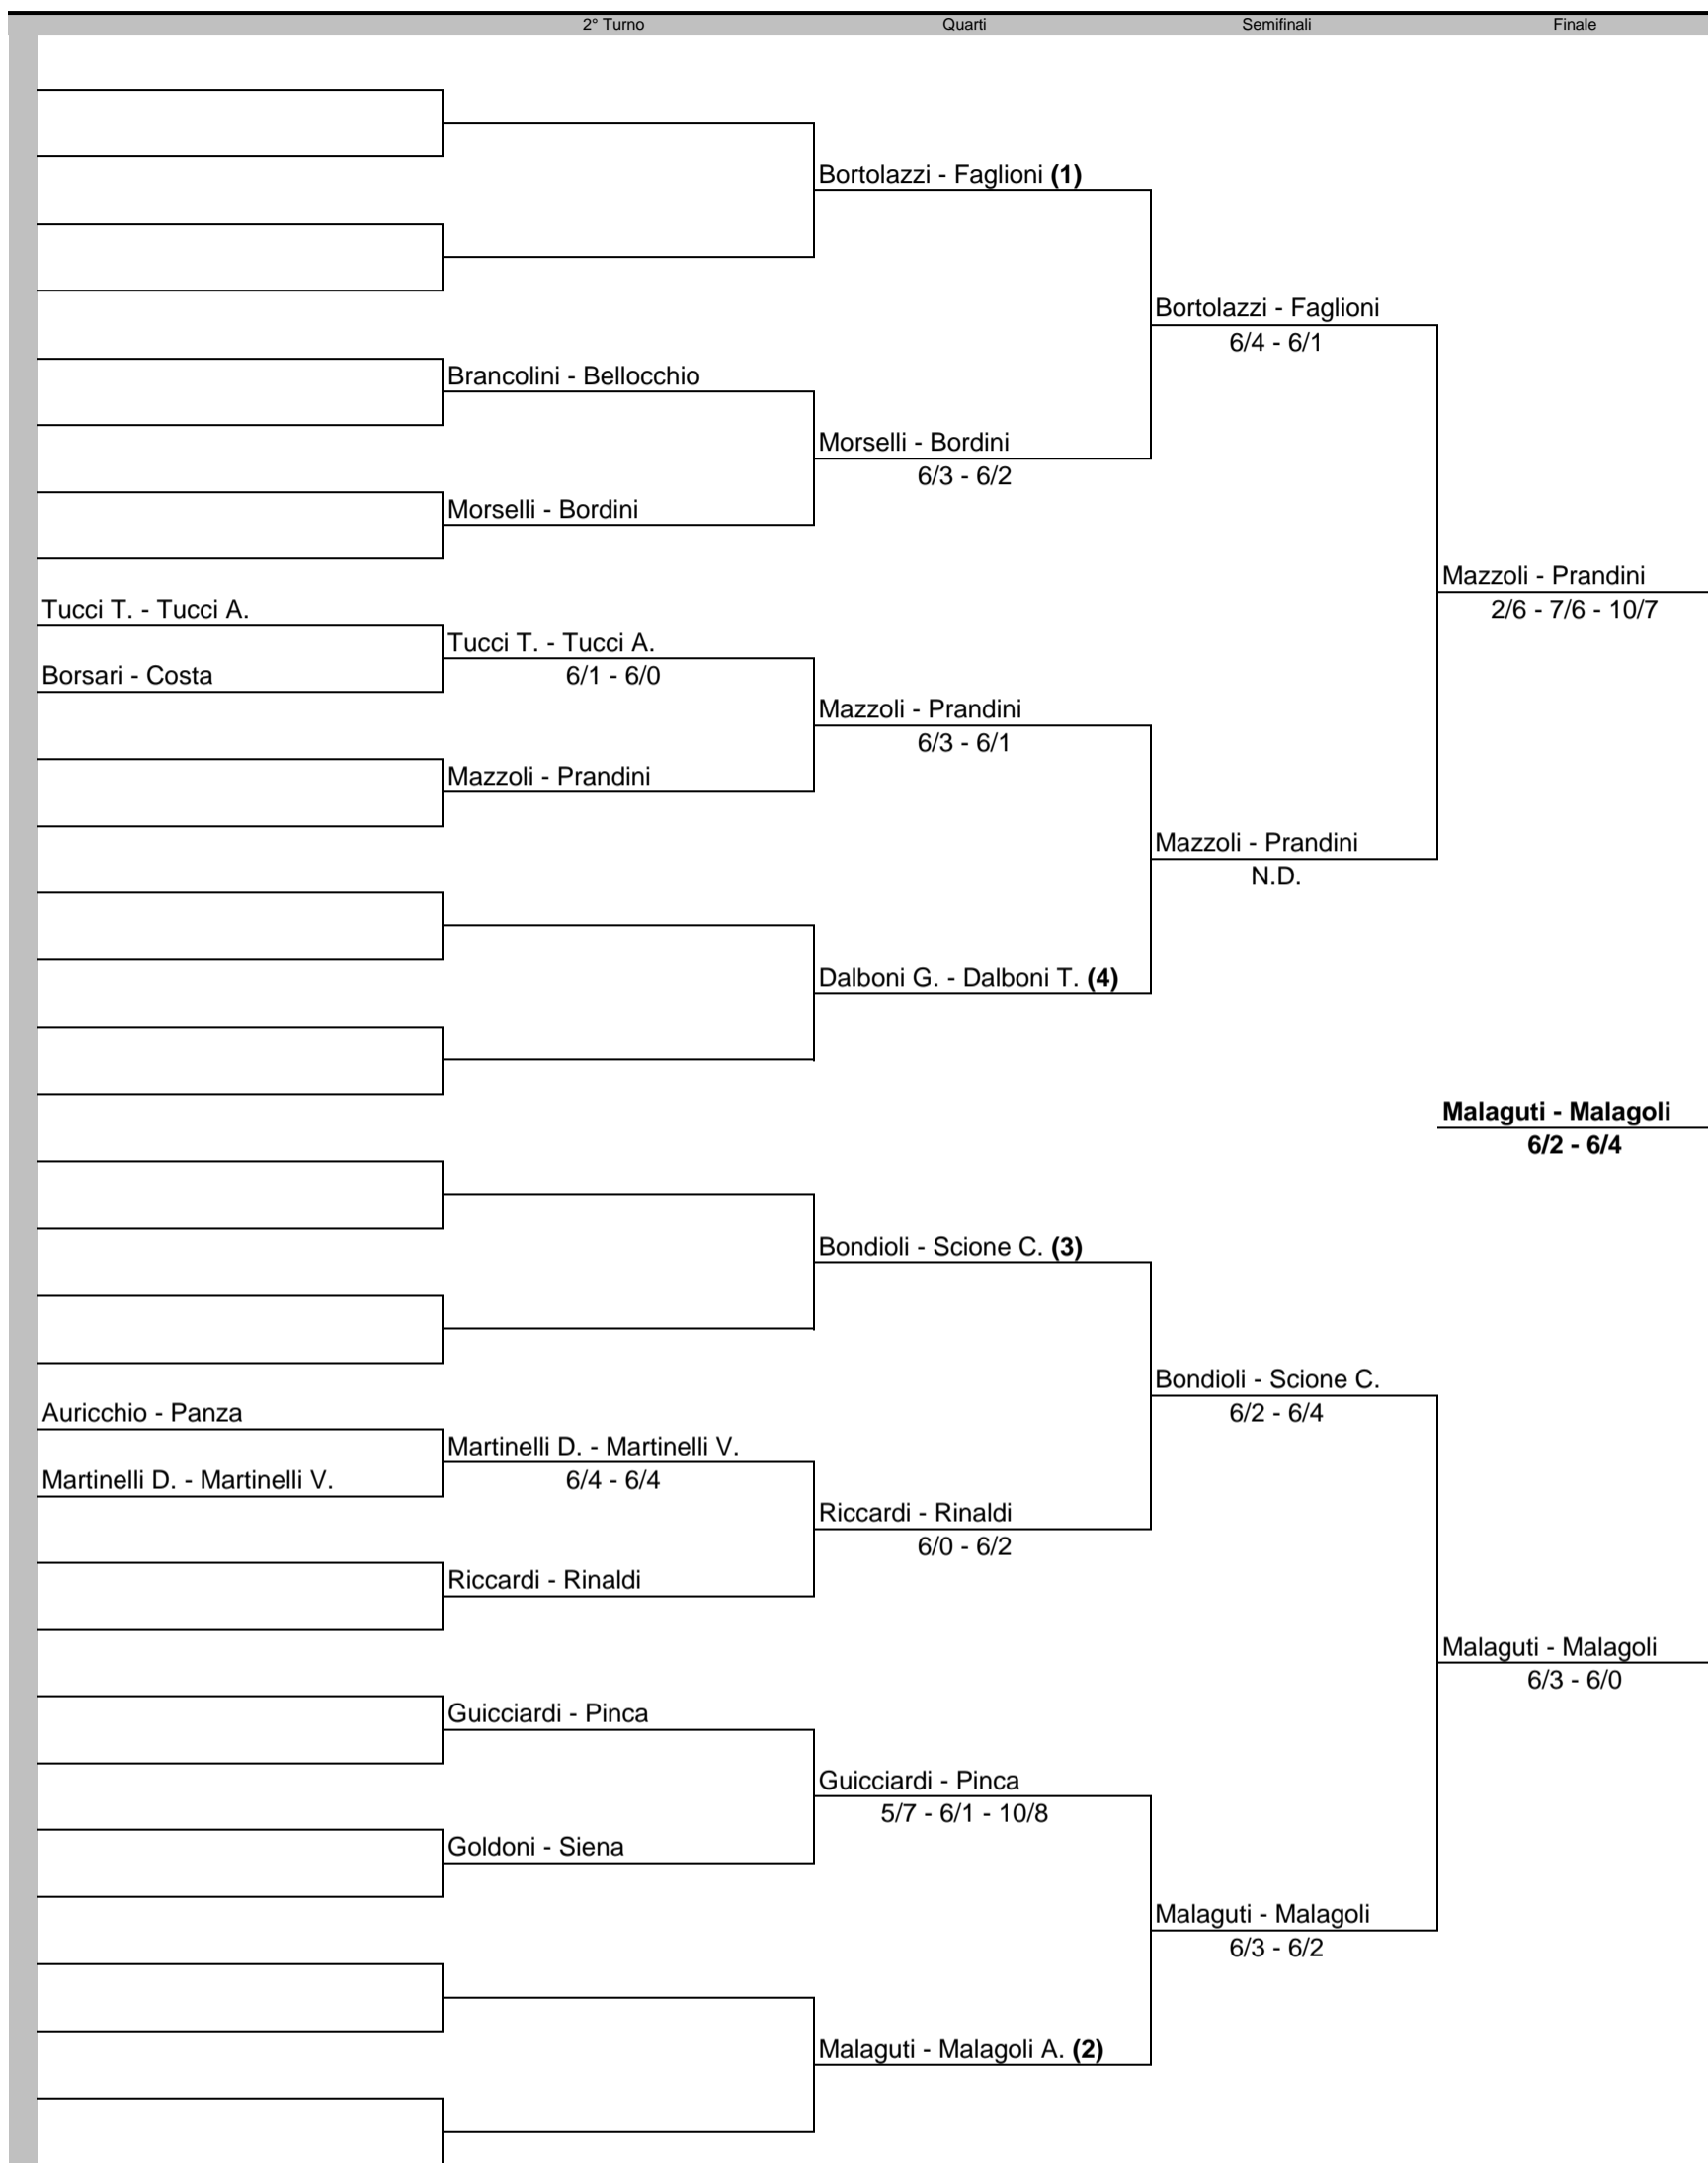 2° Turno
Quarti
Semifinali
Finale
Bortolazzi - Faglioni (1)
Bortolazzi - Faglioni
6/4 - 6/1
Brancolini - Bellocchio
Morselli - Bordini
6/3 - 6/2
Morselli - Bordini
Mazzoli - Prandini
2/6 - 7/6 - 10/7
Tucci T. - Tucci A.
Tucci T. - Tucci A.
6/1 - 6/0
Borsari - Costa
Mazzoli - Prandini
6/3 - 6/1
Mazzoli - Prandini
Mazzoli - Prandini
N.D.
Dalboni G. - Dalboni T. (4)
Malaguti - Malagoli
6/2 - 6/4
Bondioli - Scione C. (3)
Bondioli - Scione C.
6/2 - 6/4
Auricchio - Panza
Martinelli D. - Martinelli V.
6/4 - 6/4
Martinelli D. - Martinelli V.
Riccardi - Rinaldi
6/0 - 6/2
Riccardi - Rinaldi
Malaguti - Malagoli
6/3 - 6/0
Guicciardi - Pinca
Guicciardi - Pinca
5/7 - 6/1 - 10/8
Goldoni - Siena
Malaguti - Malagoli
6/3 - 6/2
Malaguti - Malagoli A. (2)